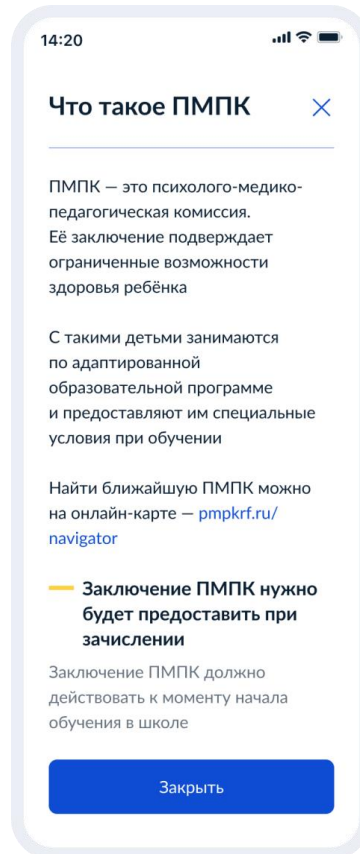 14:20
Что такое ПМПК
ПМПК — это психолого-медико-
педагогическая комиссия.
Её заключение подтверждает
ограниченные возможности
здоровья ребёнка
С такими детьми занимаются
по адаптированной
образовательной программе
и предоставляют им специальные
условия при обучении
Найти ближайшую ПМПК можно
на онлайн-карте — pmpkrf.ru/
navigator
Заключение ПМПК нужно
будет предоставить при
зачислении
Заключение ПМПК должно
действовать к моменту начала
обучения в школе
Закрыть